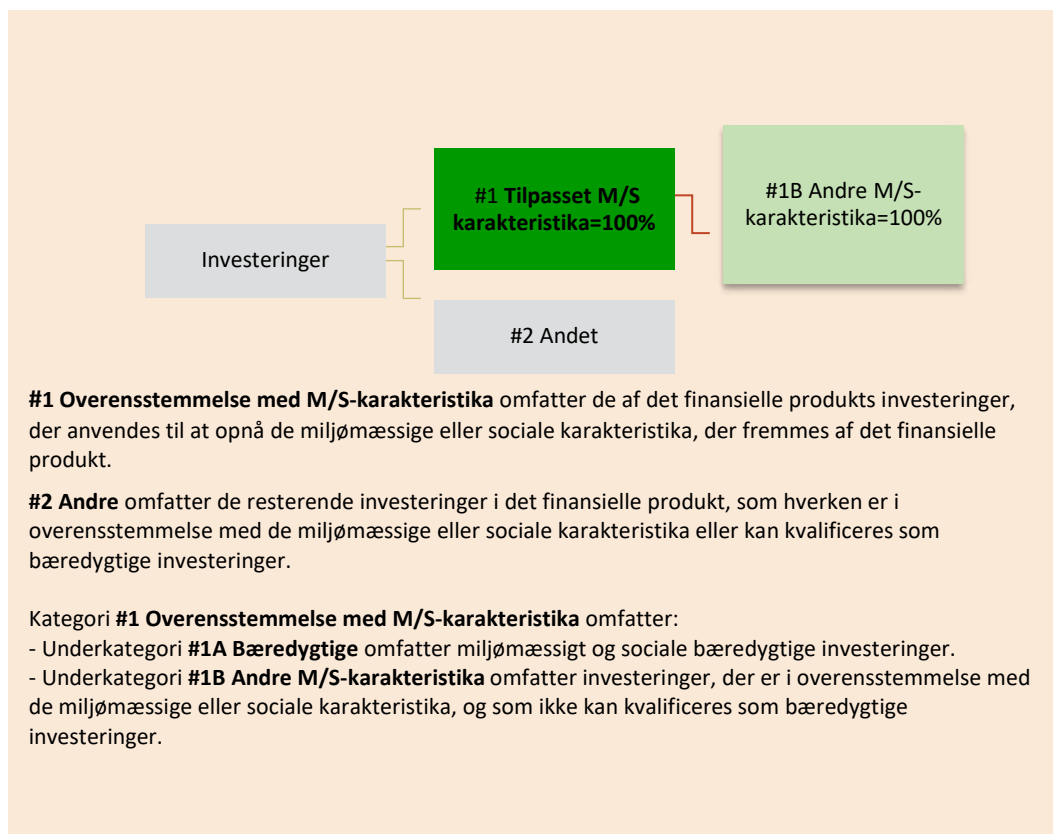 #1 Tilpasset M/S
karakteristika=100%
#1B Andre M/S-
karakteristika=100%
Investeringer
#2 Andet
#1 Overensstemmelse med M/S-karakteristika omfatter de af det finansielle produkts investeringer,
der anvendes til at opnå de miljømæssige eller sociale karakteristika, der fremmes af det finansielle
produkt.
#2 Andre omfatter de resterende investeringer i det finansielle produkt, som hverken er i
overensstemmelse med de miljømæssige eller sociale karakteristika eller kan kvalificeres som
bæredygtige investeringer.
Kategori #1 Overensstemmelse med M/S-karakteristika omfatter:
- Underkategori #1A Bæredygtige omfatter miljømæssigt og sociale bæredygtige investeringer.
- Underkategori #1B Andre M/S-karakteristika omfatter investeringer, der er i overensstemmelse med
de miljømæssige eller sociale karakteristika, og som ikke kan kvalificeres som bæredygtige
investeringer.